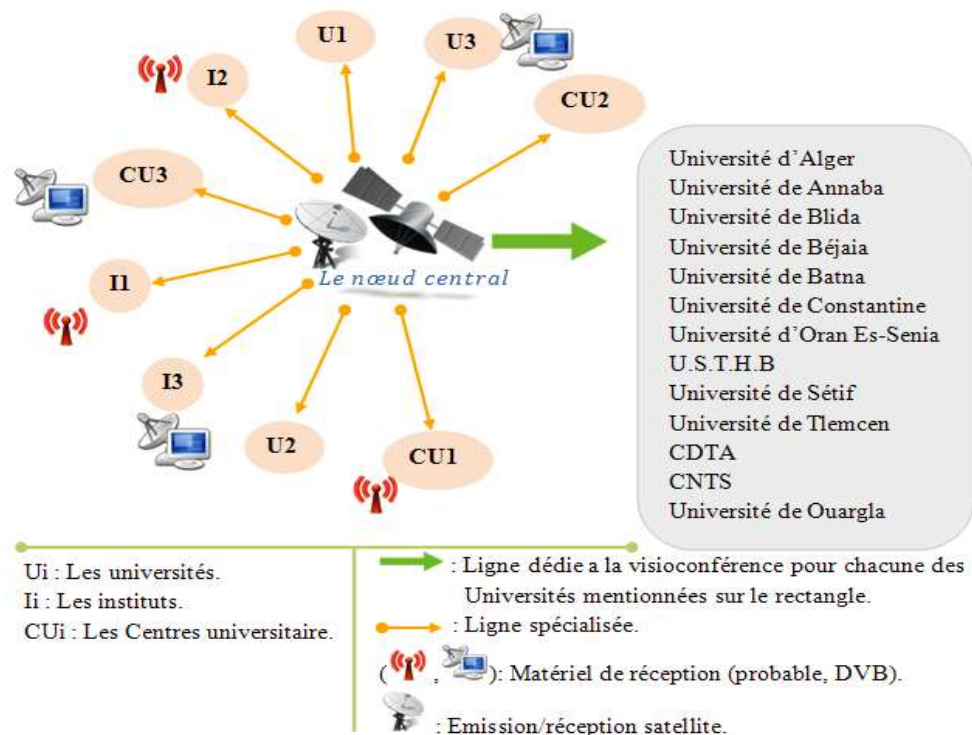 U1
U3
I2
CU2
CU3
I1
Le nœud central
I3
U2
CU1
Université d’Alger
Université de Annaba
Université de Blida
Université de Béjaia
Université de Batna
Université de Constantine
Université d’Oran Es-Senia
U.S.T.H.B
Université de Sétif
Université de Tlemcen
CDTA
CNTS
Université de Ouargla
Ui : Les universités.
Ii : Les instituts.
CUi : Les Centres universitaire.
: Ligne dédie a la visioconférence pour chacune des
Universités mentionnées sur le rectangle.
: Ligne spécialisée.
( , ): Matériel de réception (probable, DVB).
: Emission/réception satellite.